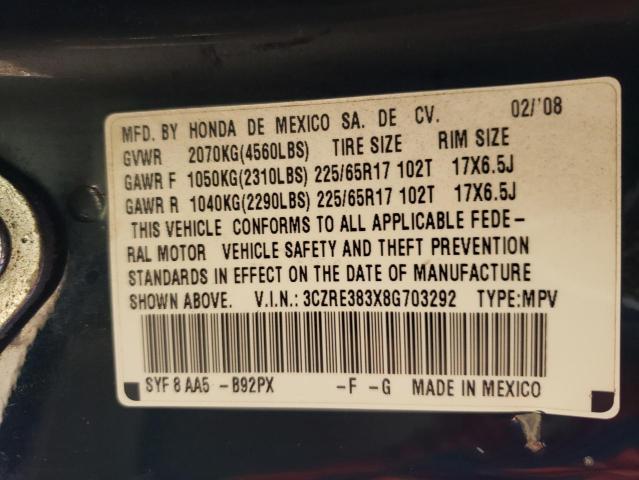 MFD. BY HONDA DE MEXICO SA. DE CV. 02/'08
GVWR 2070KG(4560LBS) TIRE SIZE RIM SIZE
GAWR F 1050KG(2310LBS) 225/65R17 102T 17X6.5J
GAWR R 1040KG(2290LBS) 225/65R17 102T 17X6.5J
THIS VEHICLE CONFORMS TO ALL APPLICABLE FEDE-
RAL MOTOR VEHICLE SAFETY AND THEFT PREVENTION
STANDARDS IN EFFECT ON THE DATE OF MANUFACTURE
SHOWN ABOVE. V.I.N.: 3CZRE383X8G703292 TYPE:MPV
SYF 8 AA5 -B92PX -F -G MADE IN MEXICO